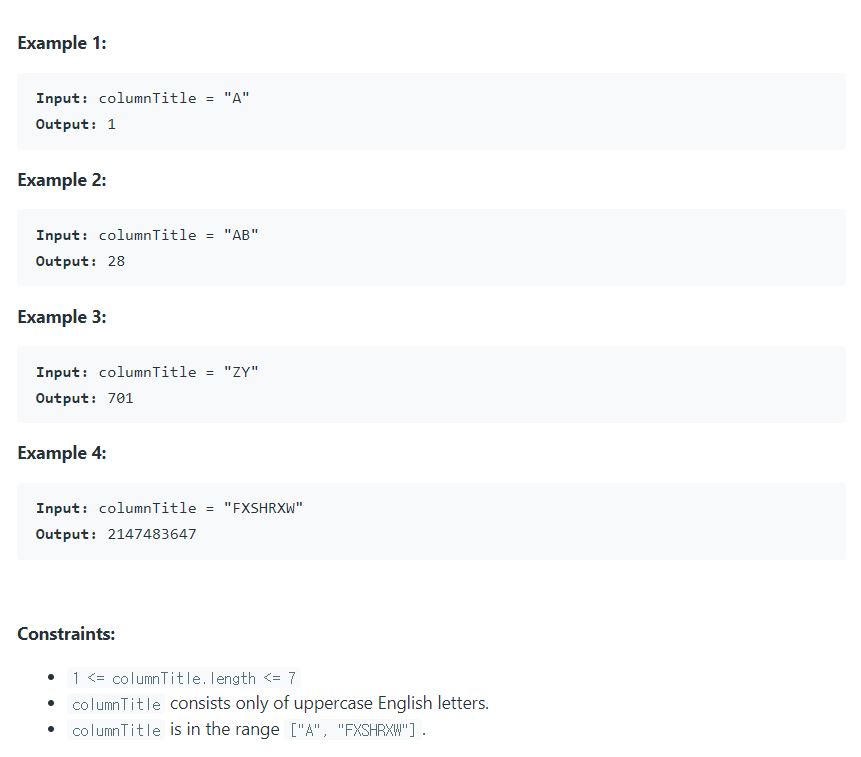 Example 1:
Input: columnTitle = "A"
Output: 1
Example 2:
Input: columnTitle = "AB"
Output: 28
Example 3:
Input: columnTitle = "ZY"
Output: 701
Example 4:
Input: columnTitle = "FXSHRXW"
Output: 2147483647
Constraints:
• 1 <= columnTitle.length <= 7
• columnTitle consists only of uppercase English letters.
• columnTitle is in the range ["A", "FXSHRXW"].